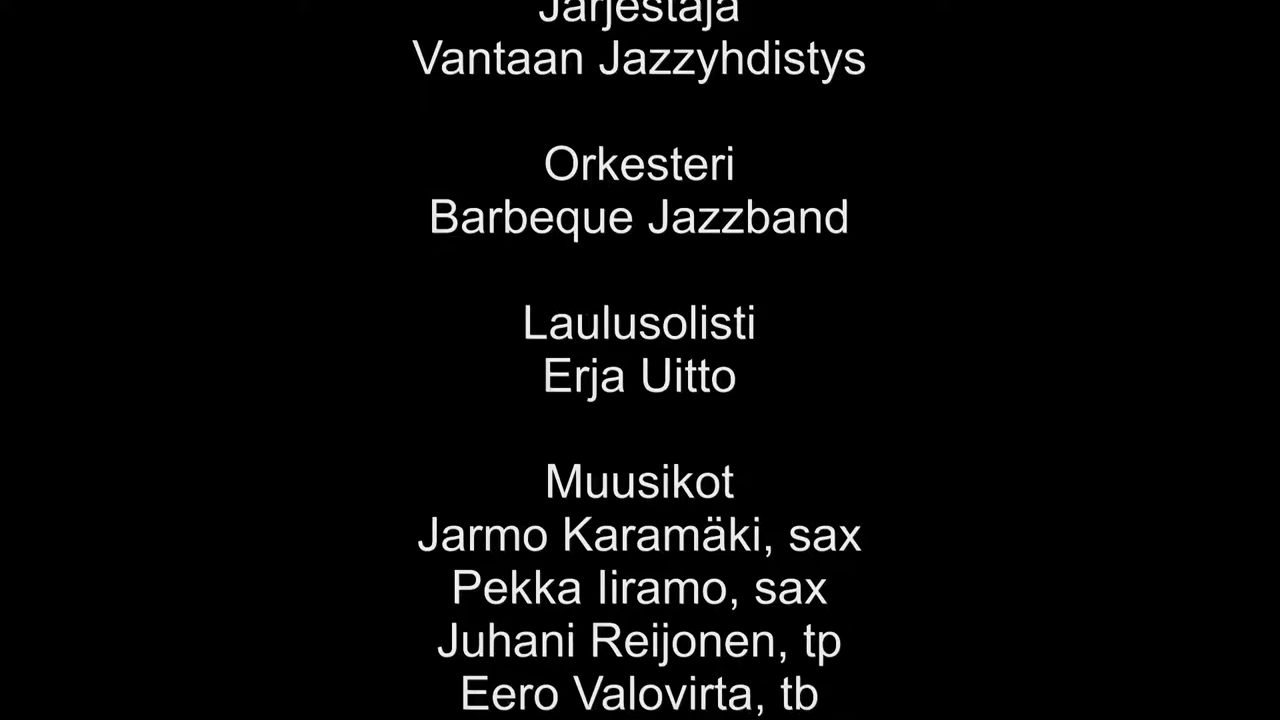 Järjestäjä
Vantaan Jazzyhdistys
Orkesteri
Barbeque Jazzband
Laulusolisti
Erja Uitto
Muusikot
Jarmo Karamäki, sax
Pekka Iiramo, sax
Juhani Reijonen, tp
Eero Valovirta, tb